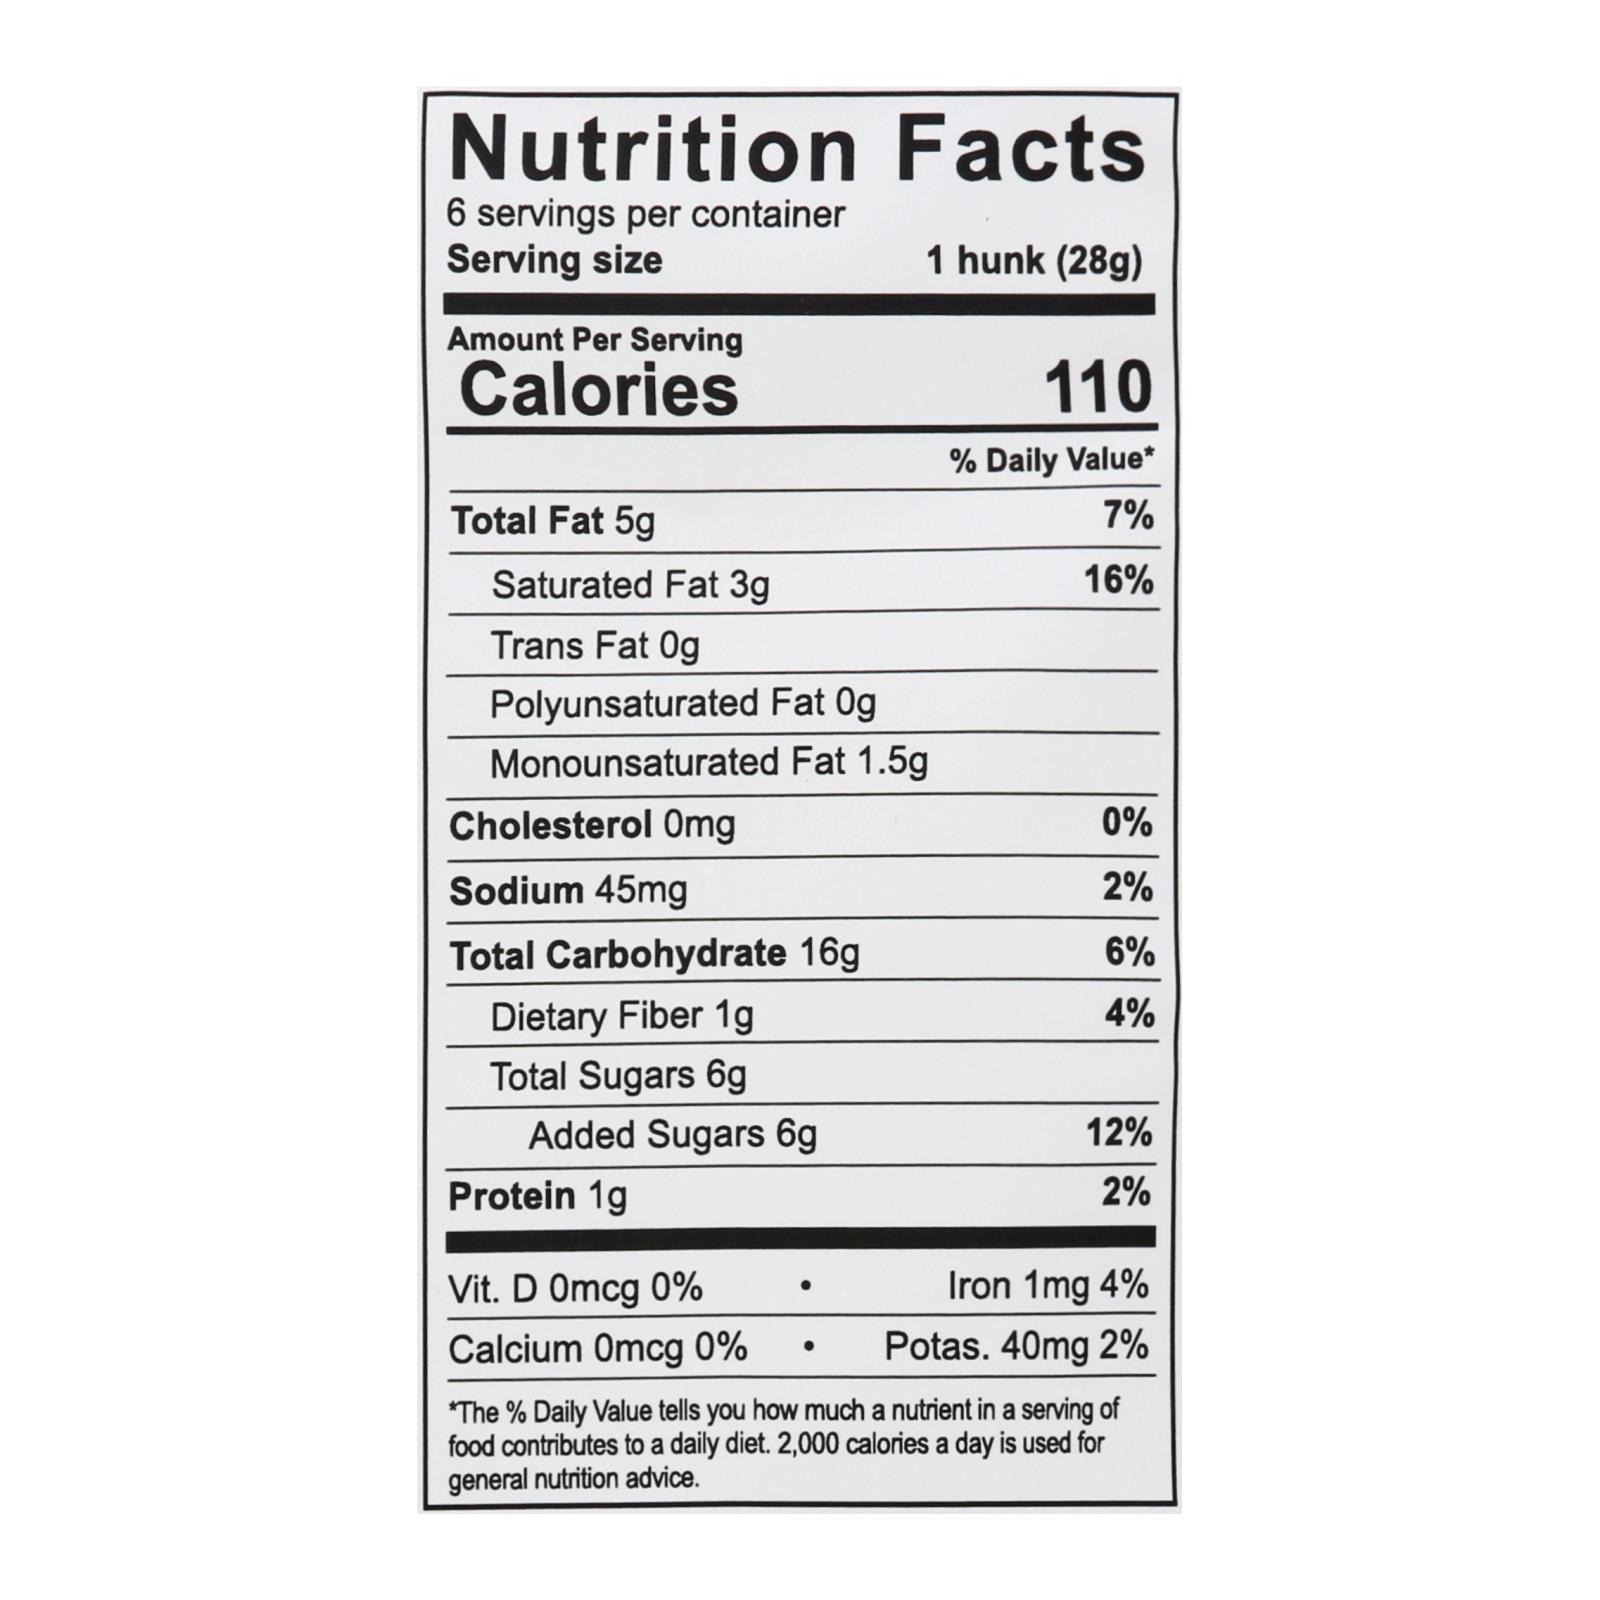 Nutrition Facts
6 servings per container
Serving size 1 hunk (28g)
Amount Per Serving
Calories 110
% Daily Value*
Total Fat 5g 7%
Saturated Fat 3g 16%
Trans Fat 0g
Polyunsaturated Fat 0g
Monounsaturated Fat 1.5g
Cholesterol 0mg 0%
Sodium 45mg 2%
Total Carbohydrate 16g 6%
Dietary Fiber 1g 4%
Total Sugars 6g
Added Sugars 6g 12%
Protein 1g 2%
Vit. D 0mcg 0% • Iron 1mg 4%
Calcium 0mcg 0% • Potas. 40mg 2%
*The % Daily Value tells you how much a nutrient in a serving of
food contributes to a daily diet. 2,000 calories a day is used for
general nutrition advice.